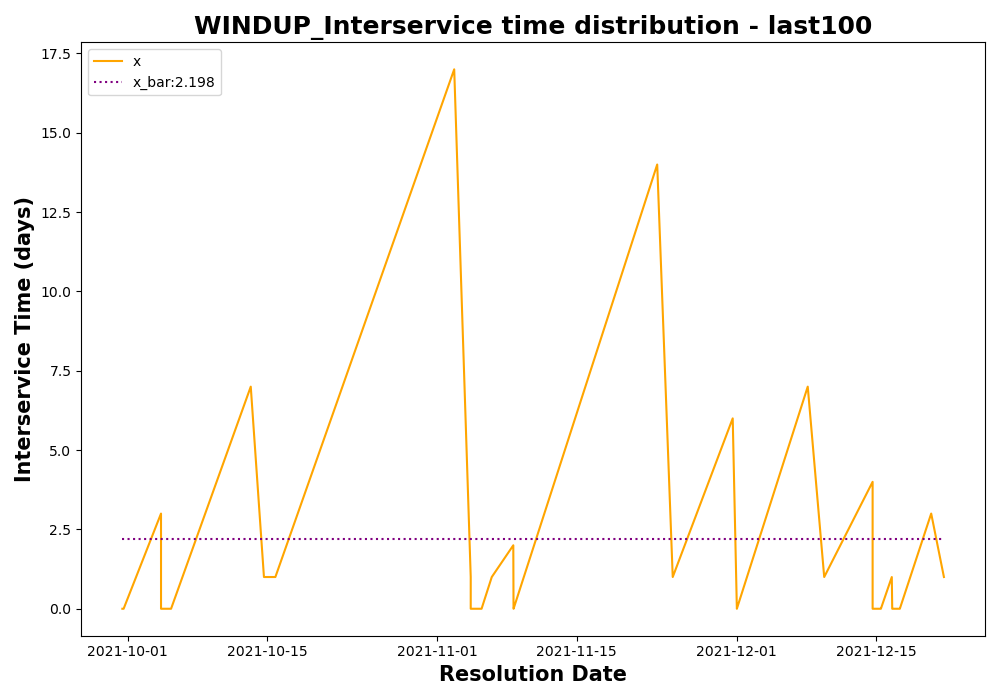 WINDUP_Interservice time distribution - last100
x
x_bar:2.198
17.5
15.0
12.5
10.0
7.5
5.0
2.5
0.0
Interservice Time (days)
2021-10-01
2021-10-15
2021-11-01
2021-11-15
2021-12-01
2021-12-15
Resolution Date